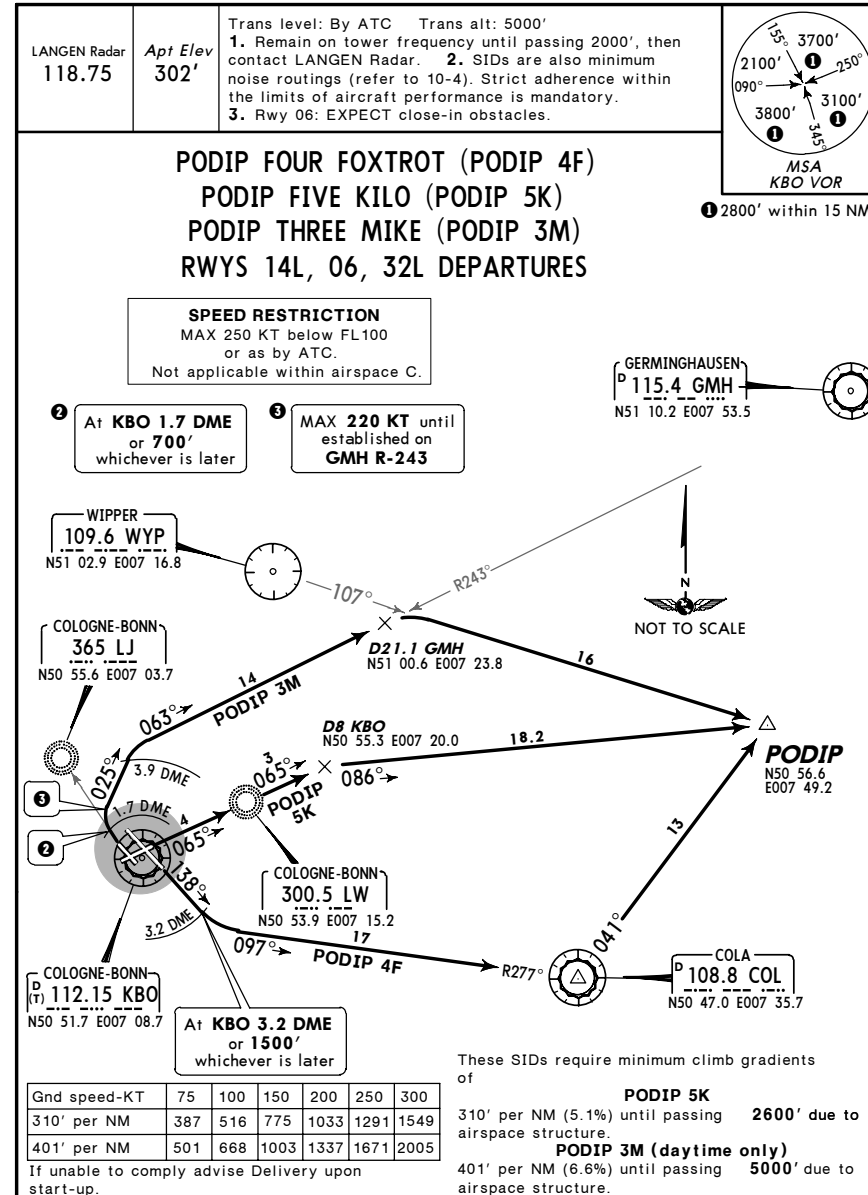 LANGEN Radar
118.75
Apt Elev
302'
Trans level: By ATC Trans alt: 5000'
1. Remain on tower frequency until passing 2000', then
contact LANGEN Radar. 2. SIDs are also minimum
noise routings (refer to 10-4). Strict adherence within
the limits of aircraft performance is mandatory.
3. Rwy 06: EXPECT close-in obstacles.
155°
3700'
1
250°
2100'
090°
3100'
1
3800'
1
345°
MSA
KBO VOR
1 2800' within 15 NM
PODIP FOUR FOXTROT (PODIP 4F)
PODIP FIVE KILO (PODIP 5K)
PODIP THREE MIKE (PODIP 3M)
RWYS 14L, 06, 32L DEPARTURES
SPEED RESTRICTION
MAX 250 KT below FL100
or as by ATC.
Not applicable within airspace C.
2
At KBO 1.7 DME
or 700'
whichever is later
3
MAX 220 KT until
established on
GMH R-243
GERMINGHAUSEN
D 115.4 GMH
N51 10.2 E007 53.5
WIPPER
109.6 WYP
N51 02.9 E007 16.8
107°
R243°
N
NOT TO SCALE
COLOGNE-BONN
365 LJ
N50 55.6 E007 03.7
D21.1 GMH
N51 00.6 E007 23.8
16
14
063°
PODIP 3M
025°
3.9 DME
3
1.7 DME
2
D8 KBO
N50 55.3 E007 20.0
18.2
086°
3
065°
PODIP
5K
4
065°
PODIP
N50 56.6
E007 49.2
13
041°
COLOGNE-BONN
300.5 LW
N50 53.9 E007 15.2
138°
3.2 DME
097°
17
PODIP 4F
R277°
COLA
D 108.8 COL
N50 47.0 E007 35.7
COLOGNE-BONN
D
(T) 112.15 KBO
N50 51.7 E007 08.7
At KBO 3.2 DME
or 1500'
whichever is later
Gnd speed-KT 75 100 150 200 250 300
310' per NM 387 516 775 1033 1291 1549
401' per NM 501 668 1003 1337 1671 2005
If unable to comply advise Delivery upon
start-up.
These SIDs require minimum climb gradients
of
PODIP 5K
310' per NM (5.1%) until passing 2600' due to
airspace structure.
PODIP 3M (daytime only)
401' per NM (6.6%) until passing 5000' due to
airspace structure.